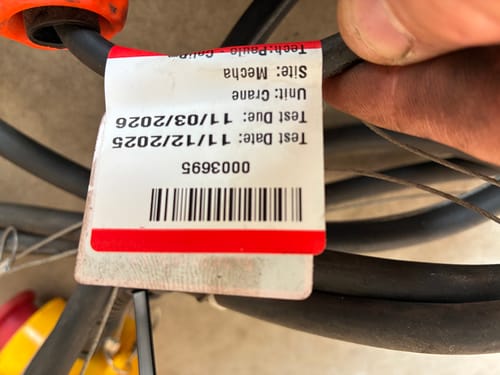 0003695
Test Date: 11/12/2025
Test Due: 11/03/2026
Unit: Crane
Site: Mecha
Tech:Paulo -